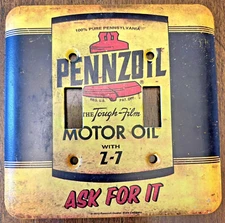 100% PURE PENNSYLVANIA
PENNZOIL
THE Tough-Film
MOTOR OIL
WITH
Z-7
ASK FOR IT